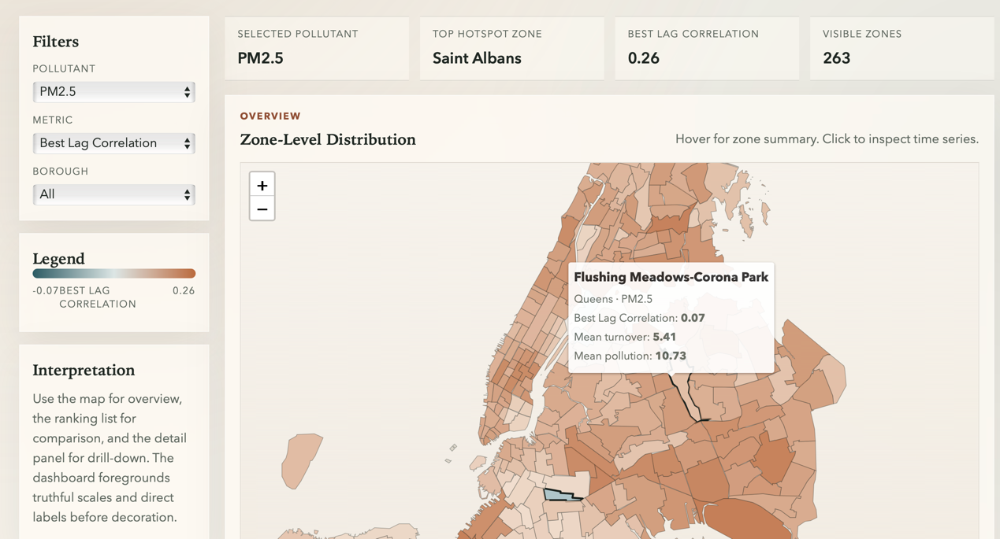 Filters
POLLUTANT
PM2.5
METRIC
Best Lag Correlation
BOROUGH
All
Legend
-0.07 BEST LAG CORRELATION 0.26
Interpretation
Use the map for overview,
the ranking list for
comparison, and the detail
panel for drill-down. The
dashboard foregrounds
truthful scales and direct
labels before decoration.
SELECTED POLLUTANT
PM2.5
TOP HOTSPOT ZONE
Saint Albans
BEST LAG CORRELATION
0.26
VISIBLE ZONES
263
OVERVIEW
Zone-Level Distribution
Hover for zone summary. Click to inspect time series.
+
−
Flushing Meadows-Corona Park
Queens · PM2.5
Best Lag Correlation: 0.07
Mean turnover: 5.41
Mean pollution: 10.73